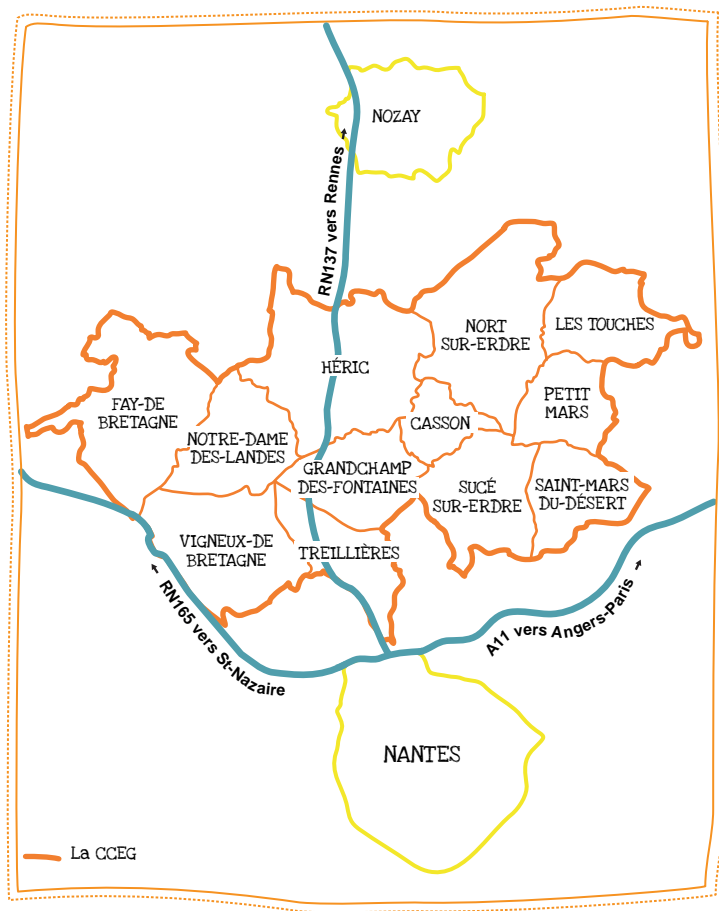 NOZAY
RN137 vers Rennes
NORT
SUR-ERDRE
LES TOUCHES
HÉRIC
PETIT
MARS
FAY-DE
BRETAGNE
CASSON
NOTRE-DAME
DES-LANDES
GRANDCHAMP
DES-FONTAINES
SUCÉ
SUR-ERDRE
SAINT-MARS
DU-DÉSERT
VIGNEUX-DE
BRETAGNE
TREILLIÈRES
RN165 vers St-Nazaire
A11 vers Angers-Paris
NANTES
La CCEG